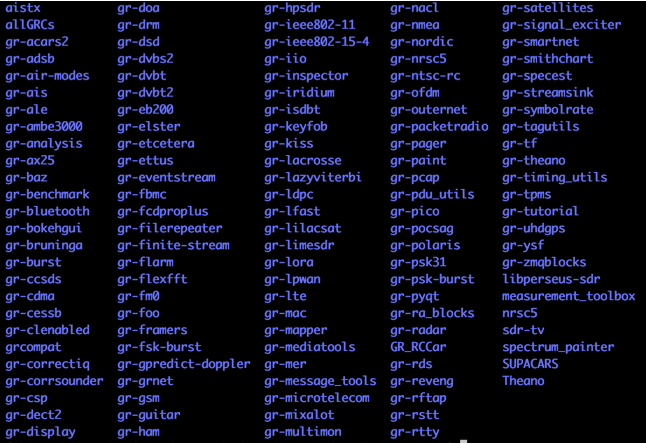 aistx gr-doa gr-hpsdr gr-nacl gr-satellites
allGRCs gr-drm gr-ieee802-11 gr-nmea gr-signal_exciter
gr-acars2 gr-dsd gr-ieee802-15-4 gr-nordic gr-smartnet
gr-adsb gr-dvbs2 gr-iio gr-nrsc5 gr-smithchart
gr-air-modes gr-dvbt gr-inspector gr-ntsc-rc gr-specest
gr-ais gr-dvbt2 gr-iridium gr-ofdm gr-streamsink
gr-ale gr-eb200 gr-isdbt gr-outernet gr-symbolrate
gr-ambe3000 gr-elster gr-keyfob gr-packetradio gr-tagutils
gr-analysis gr-etcetera gr-kiss gr-pager gr-tf
gr-ax25 gr-ettus gr-lacrosse gr-paint gr-theano
gr-baz gr-eventstream gr-lazyviterbi gr-pcap gr-timing_utils
gr-benchmark gr-fbmc gr-ldpc gr-pdu_utils gr-tpms
gr-bluetooth gr-fcdproplus gr-lfast gr-pico gr-tutorial
gr-bokehgui gr-filerepeater gr-lilacsat gr-pocsag gr-uhdgps
gr-bruninga gr-finite-stream gr-limesdr gr-polaris gr-ysf
gr-burst gr-flarm gr-lora gr-psk31 gr-zmqblocks
gr-ccsds gr-flexfft gr-lpwan gr-psk-burst libperseus-sdr
gr-cdma gr-fm0 gr-lte gr-pyqt measurement_toolbox
gr-cessb gr-foo gr-mac gr-ra_blocks nrsc5
gr-clenabled gr-framers gr-mapper gr-radar sdr-tv
grcompat gr-fsk-burst gr-mediatools GR_RCCar spectrum_painter
gr-correctiq gr-gpredict-doppler gr-mer gr-rds SUPACARS
gr-corrsounder gr-grnet gr-message_tools gr-reveng Theano
gr-csp gr-gsm gr-microtelecom gr-rftap
gr-dect2 gr-guitar gr-mixalot gr-rstt
gr-display gr-ham gr-multimon gr-rtty